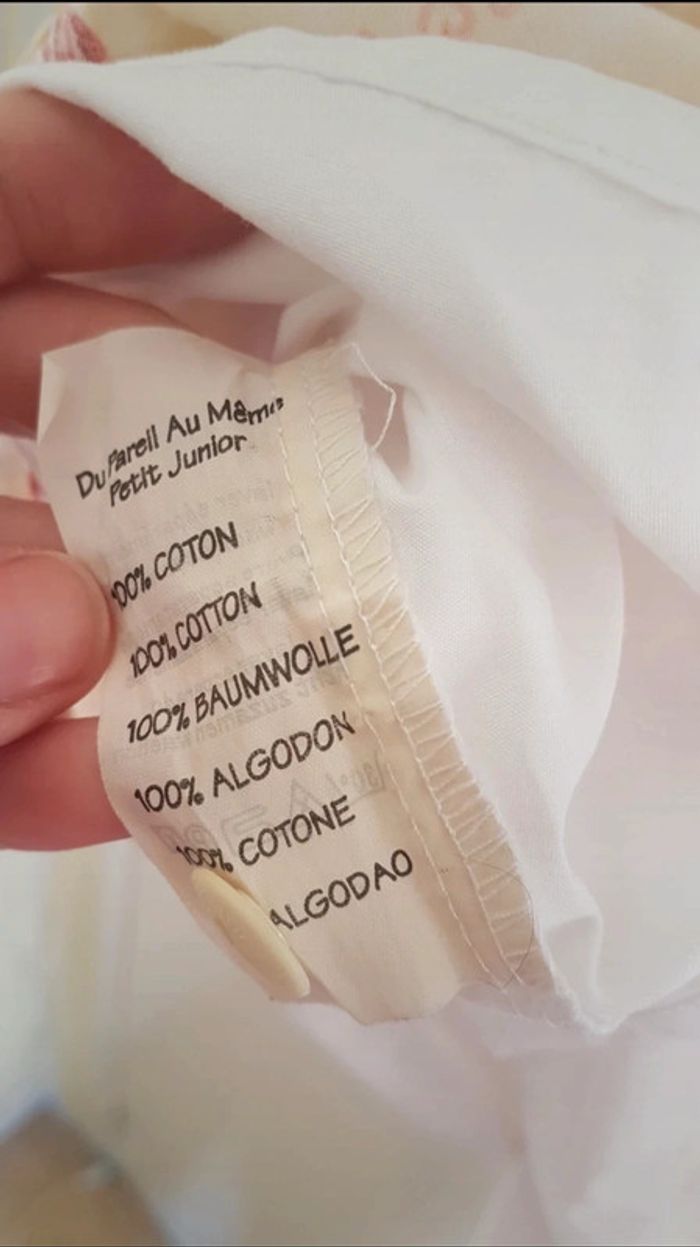 Du Pareil Au Même
Petit Junior
100% COTON
100% COTTON
100% BAUMWOLLE
100% ALGODON
100% COTONE
ALGODAO